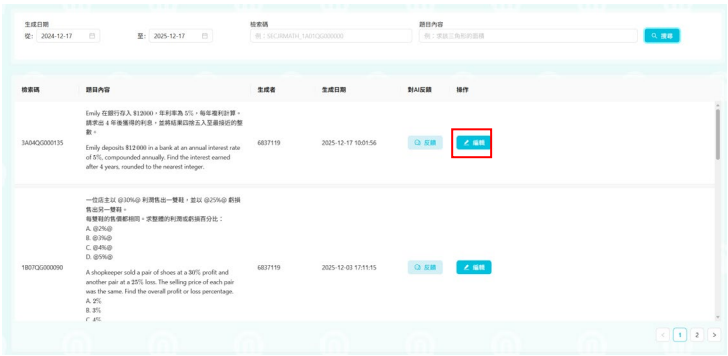 生成日期
從: 2024-12-17 至: 2025-12-17
檢索碼
例：SECJRMATH_1A01QG000000
題目內容
例：求該三角形的面積
搜尋
檢索碼 題目內容 生成者 生成日期 對AI反饋 操作
Emily 在銀行存入 $12000，年利率為 5%，每年複利計算。
請求出 4 年後獲得的利息，並將結果四捨五入至最接近的整
數。
Emily deposits $12 000 in a bank at an annual interest rate
of 5%, compounded annually. Find the interest earned
after 4 years, rounded to the nearest integer.
3A04QG000135 6837119 2025-12-17 10:01:56 反饋 編輯
一位店主以 @30%@ 利潤售出一雙鞋，並以 @25%@ 虧損
售出另一雙鞋。
每雙鞋的售價都相同。求整體的利潤或虧損百分比：
A. @2%@
B. @3%@
C. @4%@
D. @5%@
A shopkeeper sold a pair of shoes at a 30% profit and
another pair at a 25% loss. The selling price of each pair
was the same. Find the overall profit or loss percentage.
A. 2%
B. 3%
C. 4%
1B07QG000090 6837119 2025-12-03 17:11:15 反饋 編輯
< 1 2 >